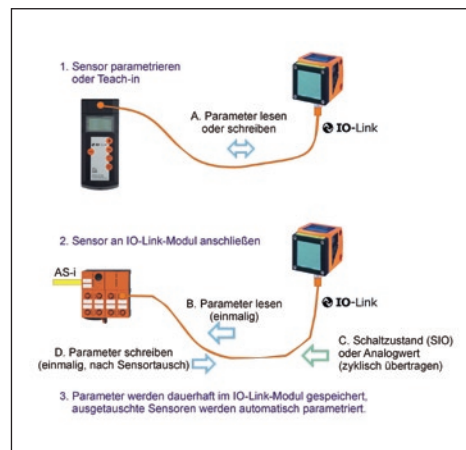 1. Sensor parametrieren
oder Teach-in
A. Parameter lesen
oder schreiben
IO-Link
2. Sensor an IO-Link-Modul anschließen
AS-i
B. Parameter lesen
(einmalig)
IO-Link
D. Parameter schreiben
(einmalig, nach Sensortausch)
C. Schaltzustand (SIO)
oder Analogwert
(zyklisch übertragen)
3. Parameter werden dauerhaft im IO-Link-Modul gespeichert,
ausgetauschte Sensoren werden automatisch parametriert.